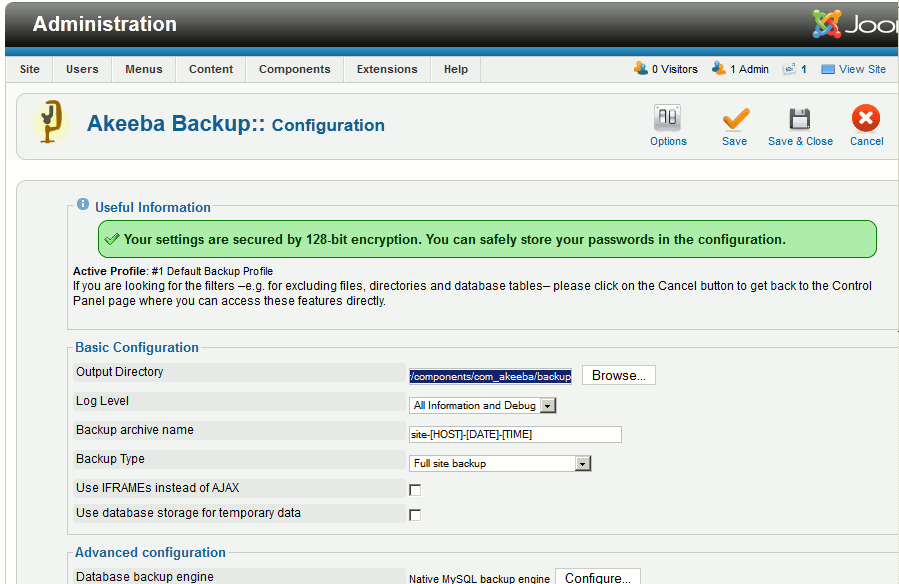 Administration
Joo
Site Users Menus Content Components Extensions Help 0 Visitors 1 Admin 1 View Site
Akeeba Backup:: Configuration
Options Save Save & Close Cancel
Useful Information
Your settings are secured by 128-bit encryption. You can safely store your passwords in the configuration.
Active Profile: #1 Default Backup Profile
If you are looking for the filters –e.g. for excluding files, directories and database tables– please click on the Cancel button to get back to the Control
Panel page where you can access these features directly.
Basic Configuration
Output Directory /components/com_akeeba/backup Browse...
Log Level All Information and Debug
Backup archive name site-[HOST]-[DATE]-[TIME]
Backup Type Full site backup
Use IFRAMEs instead of AJAX
Use database storage for temporary data
Advanced configuration
Database backup engine Native MySQL backup engine Configure...